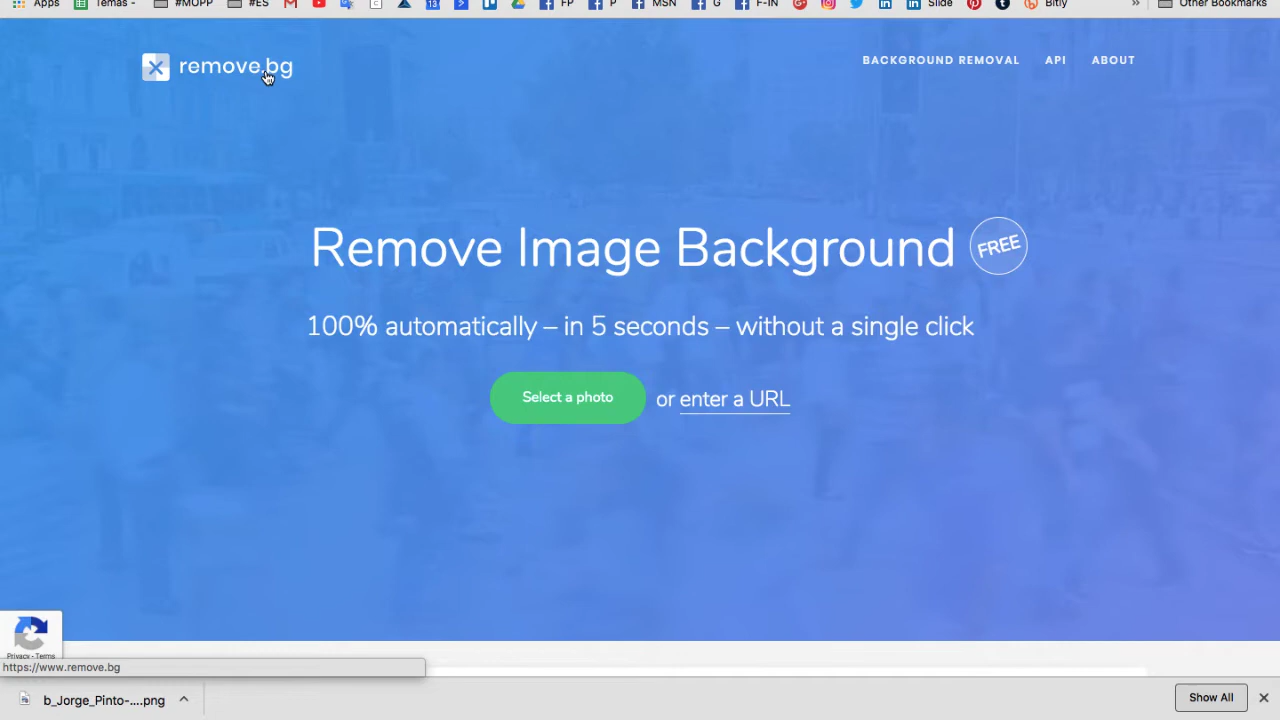 Apps Temas - #MOPP #ES 13 FP P MSN G F-IN Slide Bitly » Other Bookmarks
remove.bg
BACKGROUND REMOVAL API ABOUT
Remove Image Background FREE
100% automatically – in 5 seconds – without a single click
Select a photo or enter a URL
Privacy - Terms
https://www.remove.bg
b_Jorge_Pinto-....png
Show All